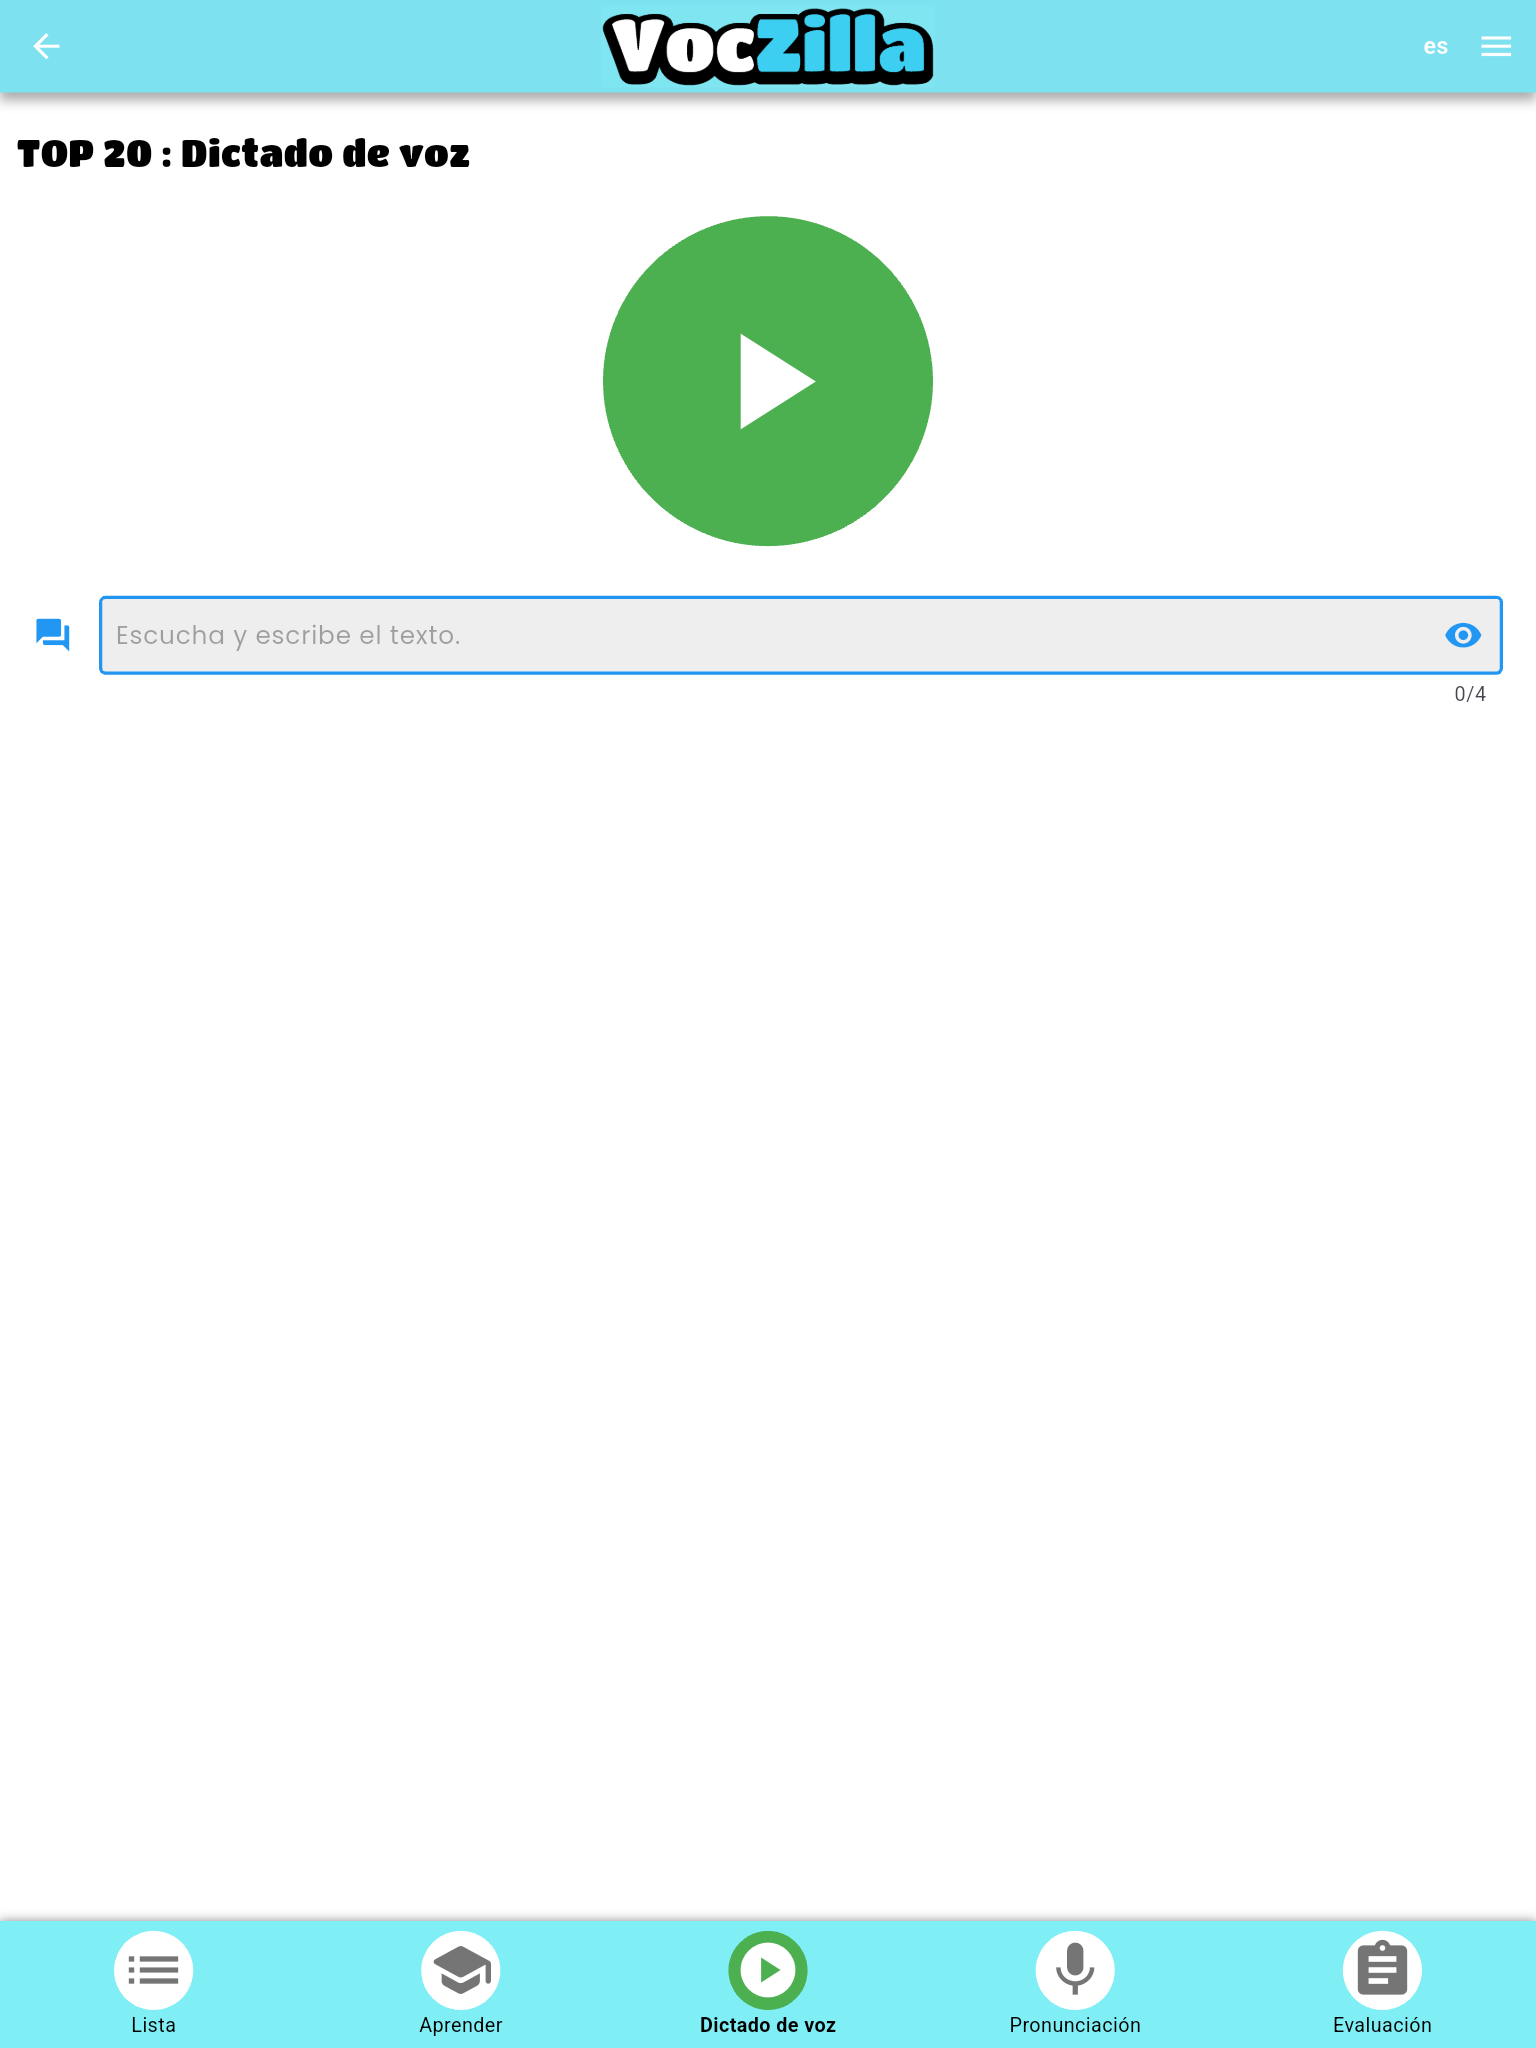 VocZilla
es
TOP 20 : Dictado de voz
Escucha y escribe el texto.
0/4
Lista
Aprender
Dictado de voz
Pronunciación
Evaluación